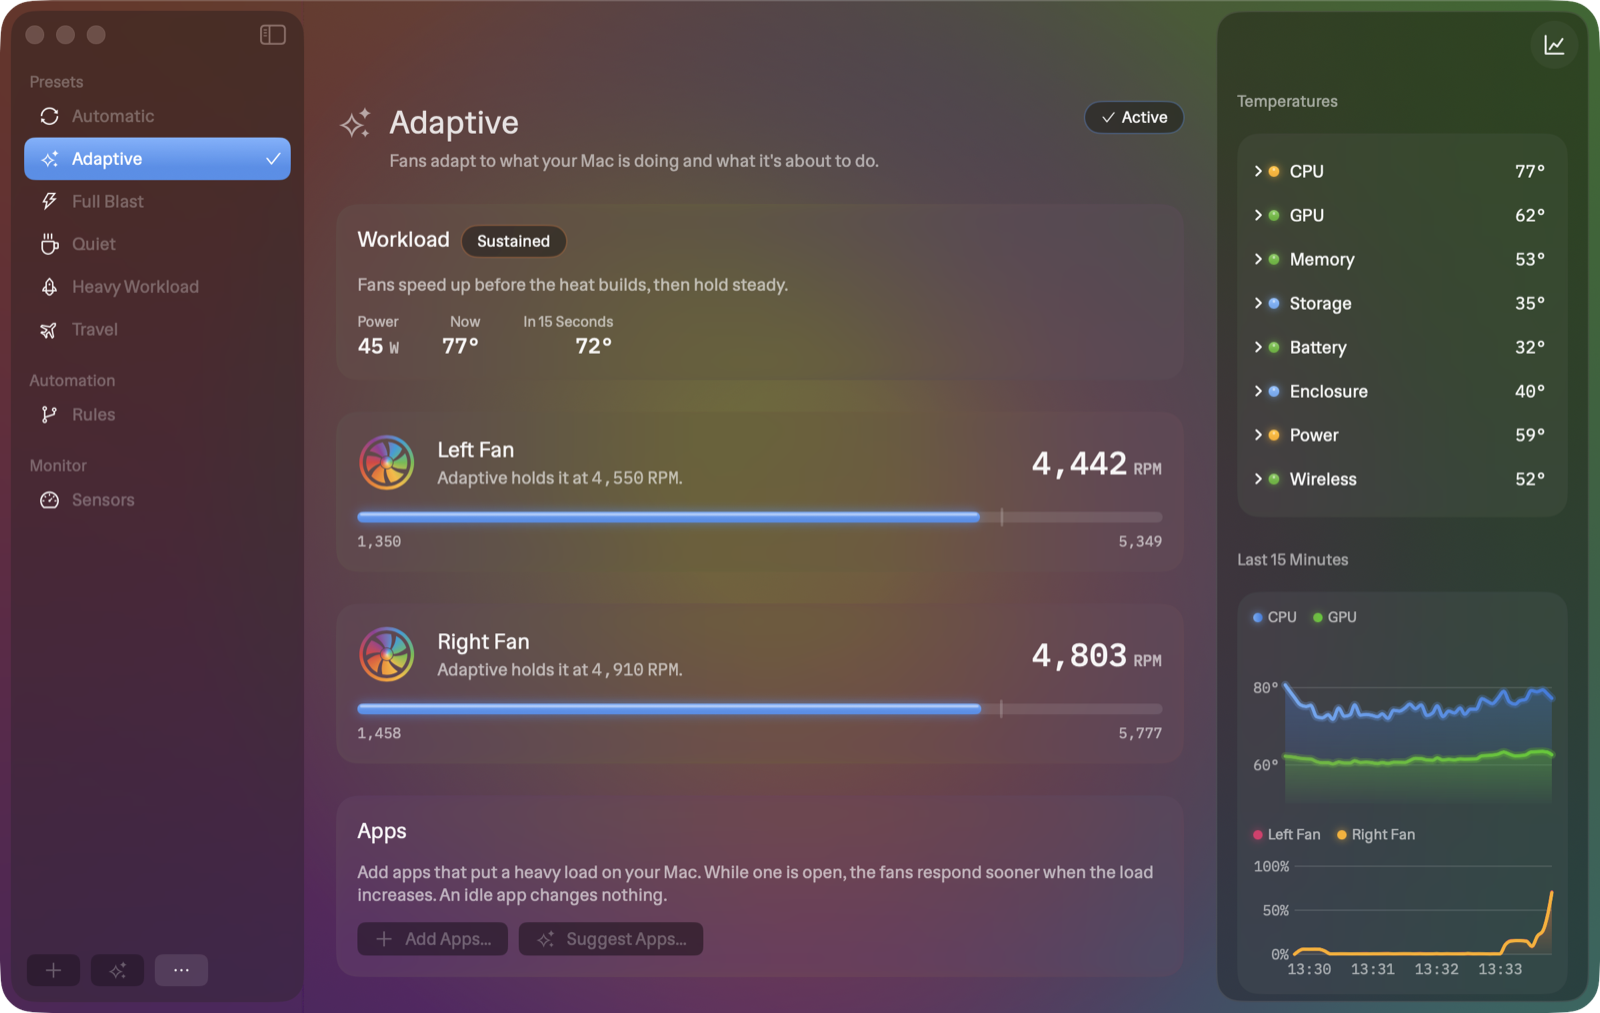 Presets
Automatic
Adaptive
Full Blast
Quiet
Heavy Workload
Travel
Automation
Rules
Monitor
Sensors
Adaptive
Active
Fans adapt to what your Mac is doing and what it's about to do.
Workload Sustained
Fans speed up before the heat builds, then hold steady.
Power Now In 15 Seconds
45 W 77° 72°
Left Fan
Adaptive holds it at 4,550 RPM.
4,442 RPM
1,350 5,349
Right Fan
Adaptive holds it at 4,910 RPM.
4,803 RPM
1,458 5,777
Apps
Add apps that put a heavy load on your Mac. While one is open, the fans respond sooner when the load
increases. An idle app changes nothing.
Add Apps... Suggest Apps...
Temperatures
CPU 77°
GPU 62°
Memory 53°
Storage 35°
Battery 32°
Enclosure 40°
Power 59°
Wireless 52°
Last 15 Minutes
CPU GPU
80°
60°
Left Fan Right Fan
100%
50%
0%
13:30 13:31 13:32 13:33